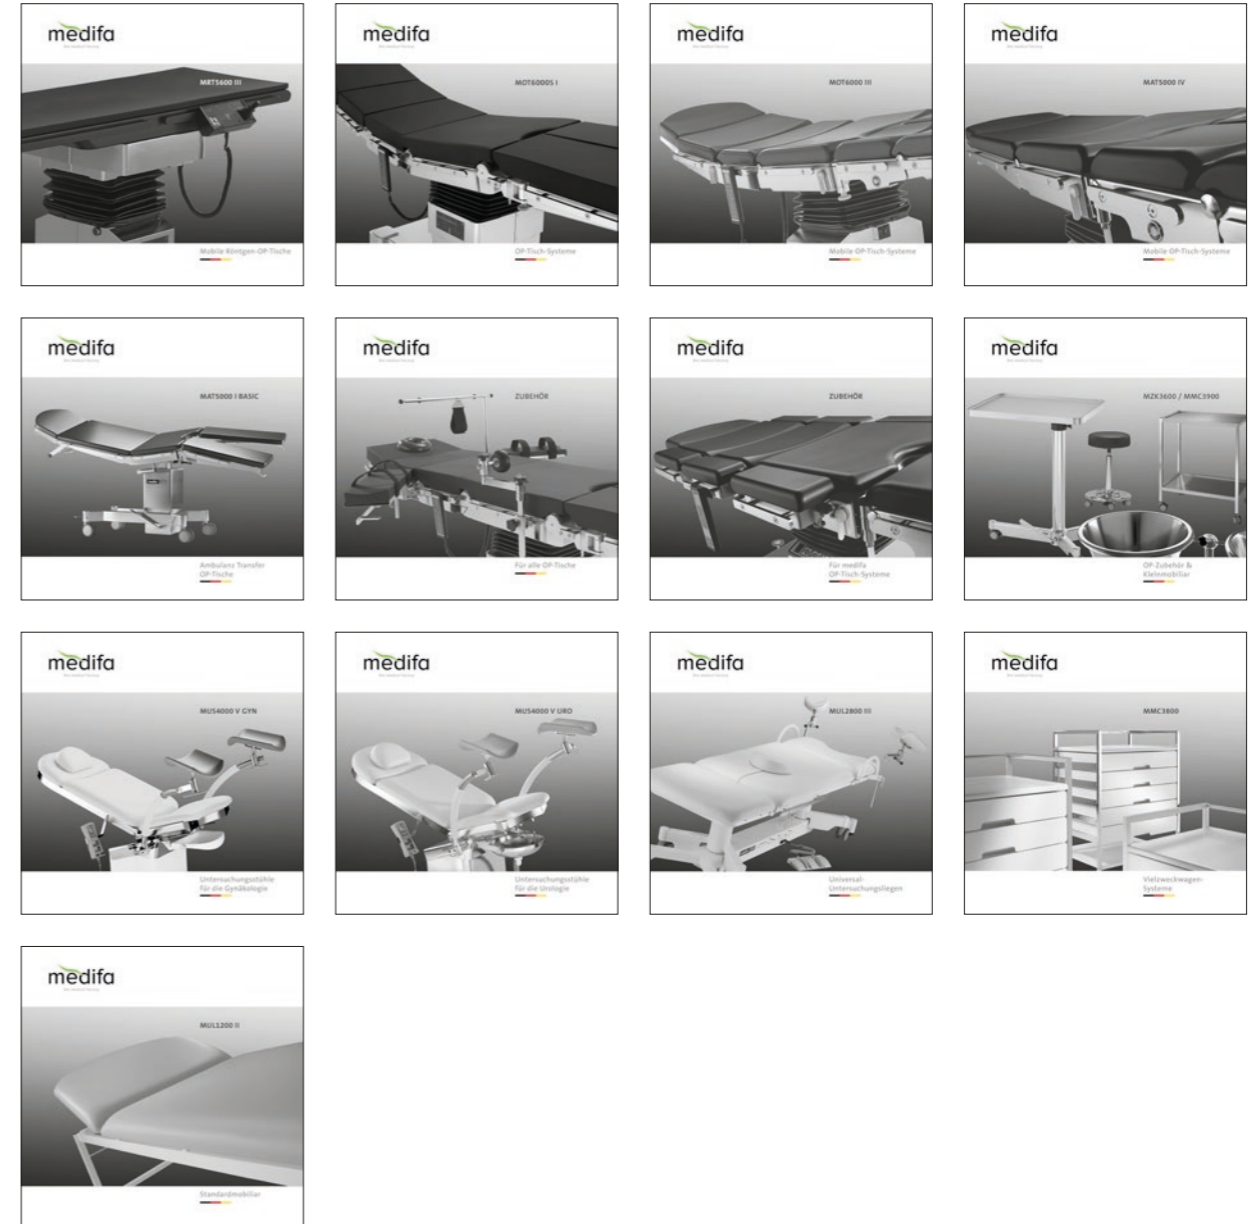 medifa
MRT5600 III
Mobile Röntgen-OP-Tische
medifa
MOT6000S I
OP-Tisch-Systeme
medifa
MOT6000 III
Mobile OP-Tisch-Systeme
medifa
MAT5000 IV
Mobile OP-Tisch-Systeme
medifa
MAT5000 I BASIC
Ambulanz Transfer
OP-Tische
medifa
ZUBEHÖR
Für alle OP-Tische
medifa
ZUBEHÖR
Für medifa
OP-Tisch-Systeme
medifa
MZK3600 / MMC3900
OP-Zubehör &
Kleinmobiliar
medifa
MUS4000 V GYN
Untersuchungsstühle
für die Gynäkologie
medifa
MUS4000 V URO
Untersuchungsstühle
für die Urologie
medifa
MUL2800 III
Universal-
Untersuchungsliegen
medifa
MMC3800
Vielzweckwagen-
Systeme
medifa
MUL1200 II
Standardmobiliar